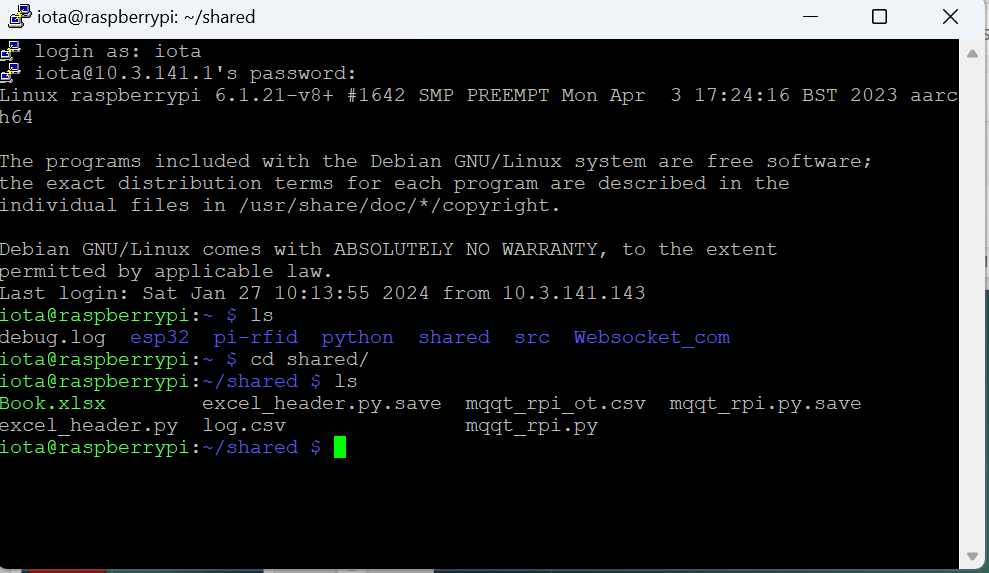 iota@raspberrypi: ~/shared
login as: iota
iota@10.3.141.1's password:
Linux raspberrypi 6.1.21-v8+ #1642 SMP PREEMPT Mon Apr  3 17:24:16 BST 2023 aarc
h64
The programs included with the Debian GNU/Linux system are free software;
the exact distribution terms for each program are described in the
individual files in /usr/share/doc/*/copyright.
Debian GNU/Linux comes with ABSOLUTELY NO WARRANTY, to the extent
permitted by applicable law.
Last login: Sat Jan 27 10:13:55 2024 from 10.3.141.143
iota@raspberrypi:~ $ ls
debug.log  esp32  pi-rfid  python  shared  src  Websocket_com
iota@raspberrypi:~ $ cd shared/
iota@raspberrypi:~/shared $ ls
Book.xlsx        excel_header.py.save  mqqt_rpi_ot.csv  mqqt_rpi.py.save
excel_header.py  log.csv               mqqt_rpi.py
iota@raspberrypi:~/shared $